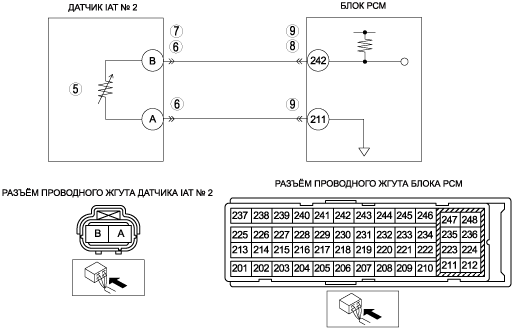 ДАТЧИК IAT № 2
БЛОК PCM
7
9
B
6
8
242
5
A
6
9
211
РАЗЪЁМ ПРОВОДНОГО ЖГУТА ДАТЧИКА IAT № 2
РАЗЪЁМ ПРОВОДНОГО ЖГУТА БЛОКА PCM
B A
237 238 239 240 241 242 243 244 245 246 247 248
225 226 227 228 229 230 231 232 233 234 235 236
213 214 215 216 217 218 219 220 221 222 223 224
201 202 203 204 205 206 207 208 209 210 211 212